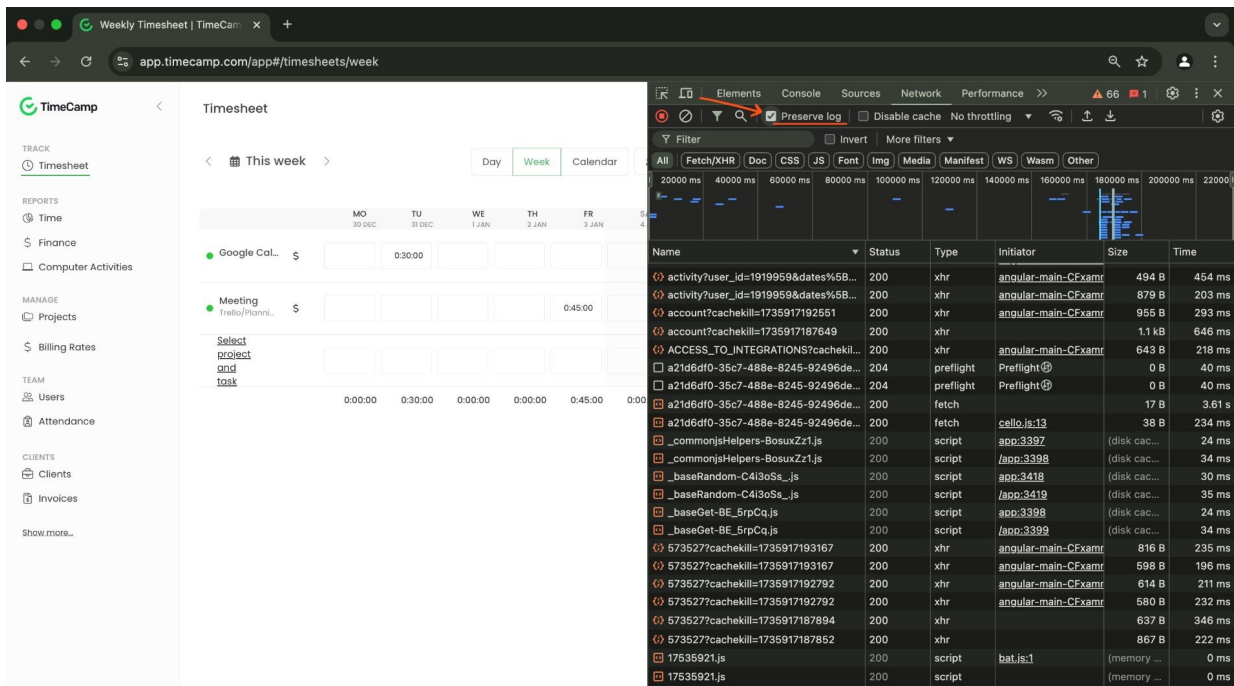 Weekly Timesheet | TimeCam
app.timecamp.com/app#/timesheets/week
TimeCamp
TRACK
Timesheet
REPORTS
Time
$ Finance
Computer Activities
MANAGE
Projects
$ Billing Rates
TEAM
Users
Attendance
CLIENTS
Clients
Invoices
Show more...
Timesheet
This week
Day Week Calendar
MO TU WE TH FR
30 DEC 31 DEC 1 JAN 2 JAN 3 JAN 4
Google Cal... $ 0:30:00
Meeting
Trello/Planni... $ 0:45:00
Select
project
and
task
0:00:00 0:30:00 0:00:00 0:00:00 0:45:00 0:00
Elements Console Sources Network Performance 66 1
Preserve log Disable cache No throttling
Filter Invert More filters
All Fetch/XHR Doc CSS JS Font Img Media Manifest WS Wasm Other
20000 ms 40000 ms 60000 ms 80000 ms 100000 ms 120000 ms 140000 ms 160000 ms 180000 ms 200000 ms 22000
Name Status Type Initiator Size Time
activity?user_id=1919959&dates%5B... 200 xhr angular-main-CFxamr 494 B 454 ms
activity?user_id=1919959&dates%5B... 200 xhr angular-main-CFxamr 879 B 203 ms
account?cachekill=1735917192551 200 xhr angular-main-CFxamr 955 B 293 ms
account?cachekill=1735917187649 200 xhr 1.1 kB 646 ms
ACCESS_TO_INTEGRATIONS?cachekil... 200 xhr angular-main-CFxamr 643 B 218 ms
a21d6df0-35c7-488e-8245-92496de... 204 preflight Preflight 0 B 40 ms
a21d6df0-35c7-488e-8245-92496de... 204 preflight Preflight 0 B 40 ms
a21d6df0-35c7-488e-8245-92496de... 200 fetch 17 B 3.61 s
a21d6df0-35c7-488e-8245-92496de... 200 fetch cello.js:13 38 B 234 ms
_commonjsHelpers-BosuxZz1.js 200 script app:3397 (disk cac... 24 ms
_commonjsHelpers-BosuxZz1.js 200 script /app:3398 (disk cac... 34 ms
_baseRandom-C4i3oSs_.js 200 script app:3418 (disk cac... 30 ms
_baseRandom-C4i3oSs_.js 200 script /app:3419 (disk cac... 35 ms
_baseGet-BE_5rpCq.js 200 script app:3398 (disk cac... 24 ms
_baseGet-BE_5rpCq.js 200 script /app:3399 (disk cac... 34 ms
573527?cachekill=1735917193167 200 xhr angular-main-CFxamr 816 B 235 ms
573527?cachekill=1735917193167 200 xhr angular-main-CFxamr 598 B 196 ms
573527?cachekill=1735917192792 200 xhr angular-main-CFxamr 614 B 211 ms
573527?cachekill=1735917192792 200 xhr angular-main-CFxamr 580 B 232 ms
573527?cachekill=1735917187894 200 xhr 637 B 346 ms
573527?cachekill=1735917187852 200 xhr 867 B 222 ms
17535921.js 200 script bat.js:1 (memory ... 0 ms
17535921.js 200 script (memory ... 0 ms